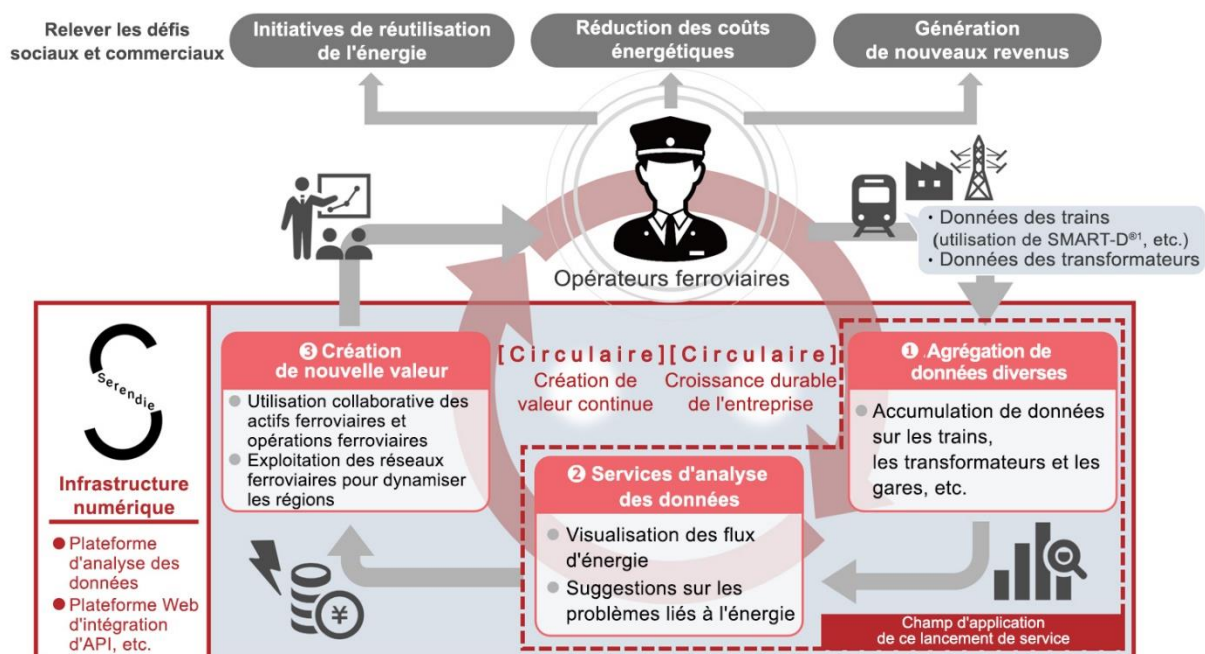 Relever les défis
sociaux et commerciaux
Initiatives de réutilisation
de l'énergie
Réduction des coûts
énergétiques
Génération
de nouveaux revenus
Opérateurs ferroviaires
・Données des trains
(utilisation de SMART-D®1, etc.)
・Données des transformateurs
Serendie
Infrastructure
numérique
● Plateforme
d'analyse des
données
● Plateforme Web
d'intégration
d'API, etc.
❸ Création
de nouvelle valeur
● Utilisation collaborative des
actifs ferroviaires et
opérations ferroviaires
● Exploitation des réseaux
ferroviaires pour dynamiser
les régions
[Circulaire]
Création de
valeur continue
[Circulaire]
Croissance durable
de l'entreprise
❶ .Agrégation de
données diverses
● Accumulation de données
sur les trains,
les transformateurs et les
gares, etc.
❷ Services d'analyse
des données
● Visualisation des flux
d'énergie
● Suggestions sur les
problèmes liés à l'énergie
¥
Champ d'application
de ce lancement de service